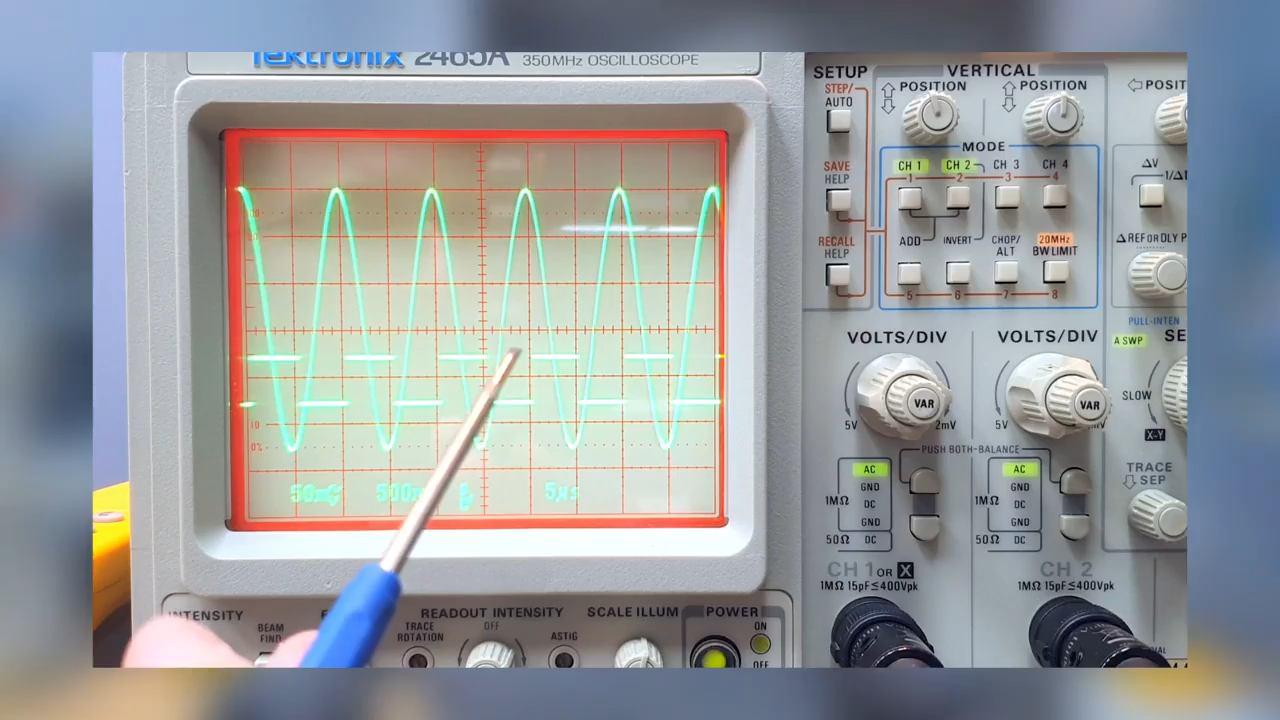 Tektronix 2465A 350MHz OSCILLOSCOPE
SETUP
STEP/
AUTO
SAVE
HELP
RECALL
HELP
VERTICAL
POSITION
POSITION
MODE
CH 1
CH 2
CH 3
CH 4
1
2
3
4
ADD
INVERT
CHOP/
ALT
20MHz
BW LIMIT
5
6
7
8
VOLTS/DIV
VAR
5V
2mV
VOLTS/DIV
VAR
5V
PUSH BOTH-BALANCE
AC
GND
DC
GND
DC
1MΩ
50Ω
AC
GND
DC
GND
DC
1MΩ
50Ω
CH 1 OR X
1MΩ 15pF≤400Vpk
CH 2
1MΩ 15pF≤400Vpk
ΔV
PULL-INTEN
A SWP
SLOW
X-Y
TRACE
SEP
10
0%
5µs
INTENSITY
BEAM
FIND
READOUT INTENSITY
TRACE
ROTATION
OFF
ASTIG
SCALE ILLUM
POWER
ON
OFF